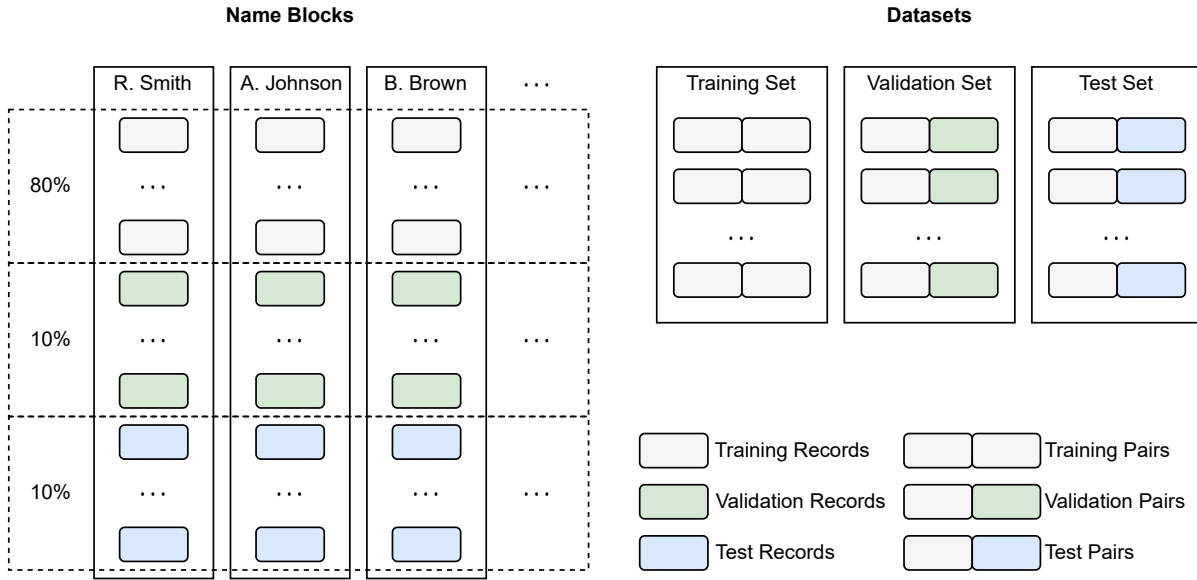 Name Blocks
Datasets
R. Smith
A. Johnson
B. Brown
...
Training Set
Validation Set
Test Set
80%
... ... ... ...
... ... ...
10%
... ... ... ...
10%
... ... ... ...
Training Records
Training Pairs
Validation Records
Validation Pairs
Test Records
Test Pairs